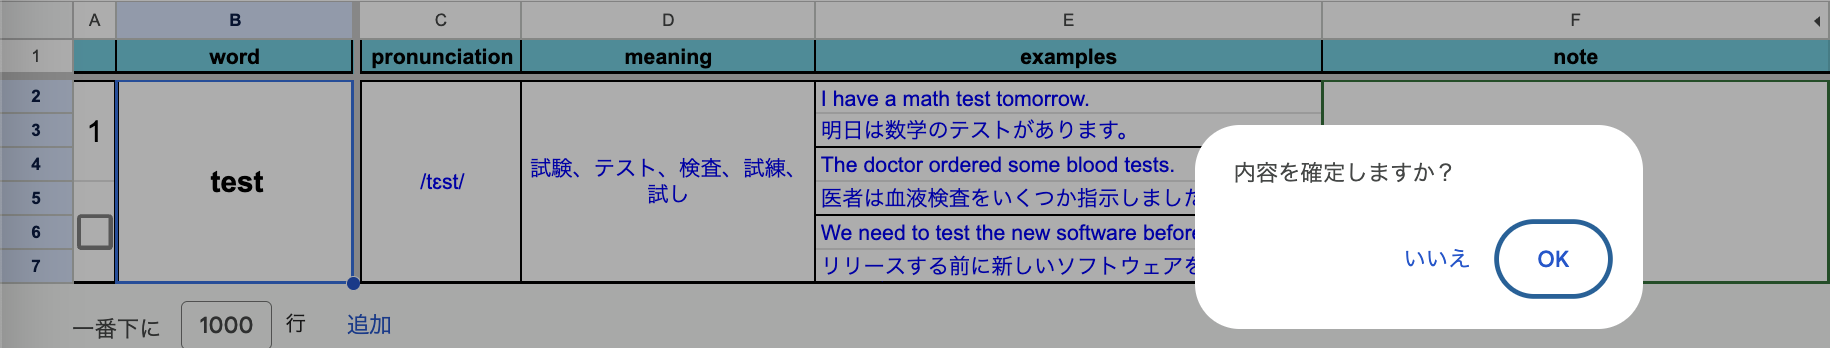 A B C D E F
1 word pronunciation meaning examples note
2 I have a math test tomorrow.
3 明日は数学のテストがあります。
1
4 The doctor ordered some blood tests.
test /tɛst/ 試験、テスト、検査、試練、
試し
5 医者は血液検査をいくつか指示しました
6 We need to test the new software before
7 リリースする前に新しいソフトウェアを
内容を確定しますか？
いいえ OK
一番下に 1000 行 追加